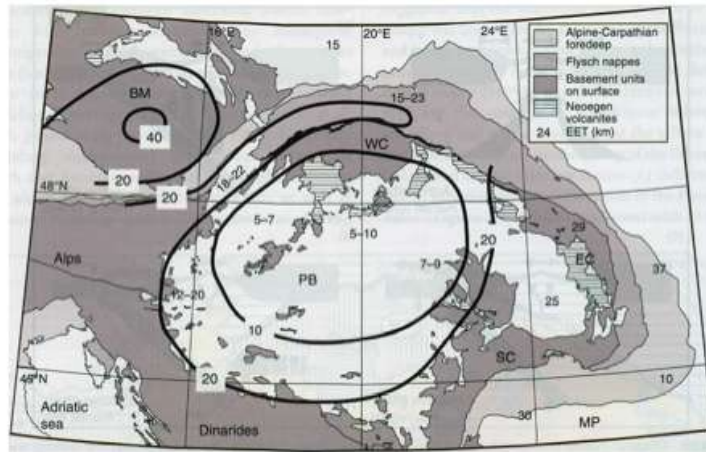 16°E
15
20°E
24°E
Alpine-Carpathian
foredeep
Flysch nappes
Basement units
on surface
Neoegen
volcanites
24 EET (km)
BM
40
15–23
WC
48°N
20
20
18–22
5–7
5–10
20
29
EC
37
Alps
PB
7–9
12–20
25
10
SC
45°N
20
10
Adriatic
sea
Dinarides
30
MP